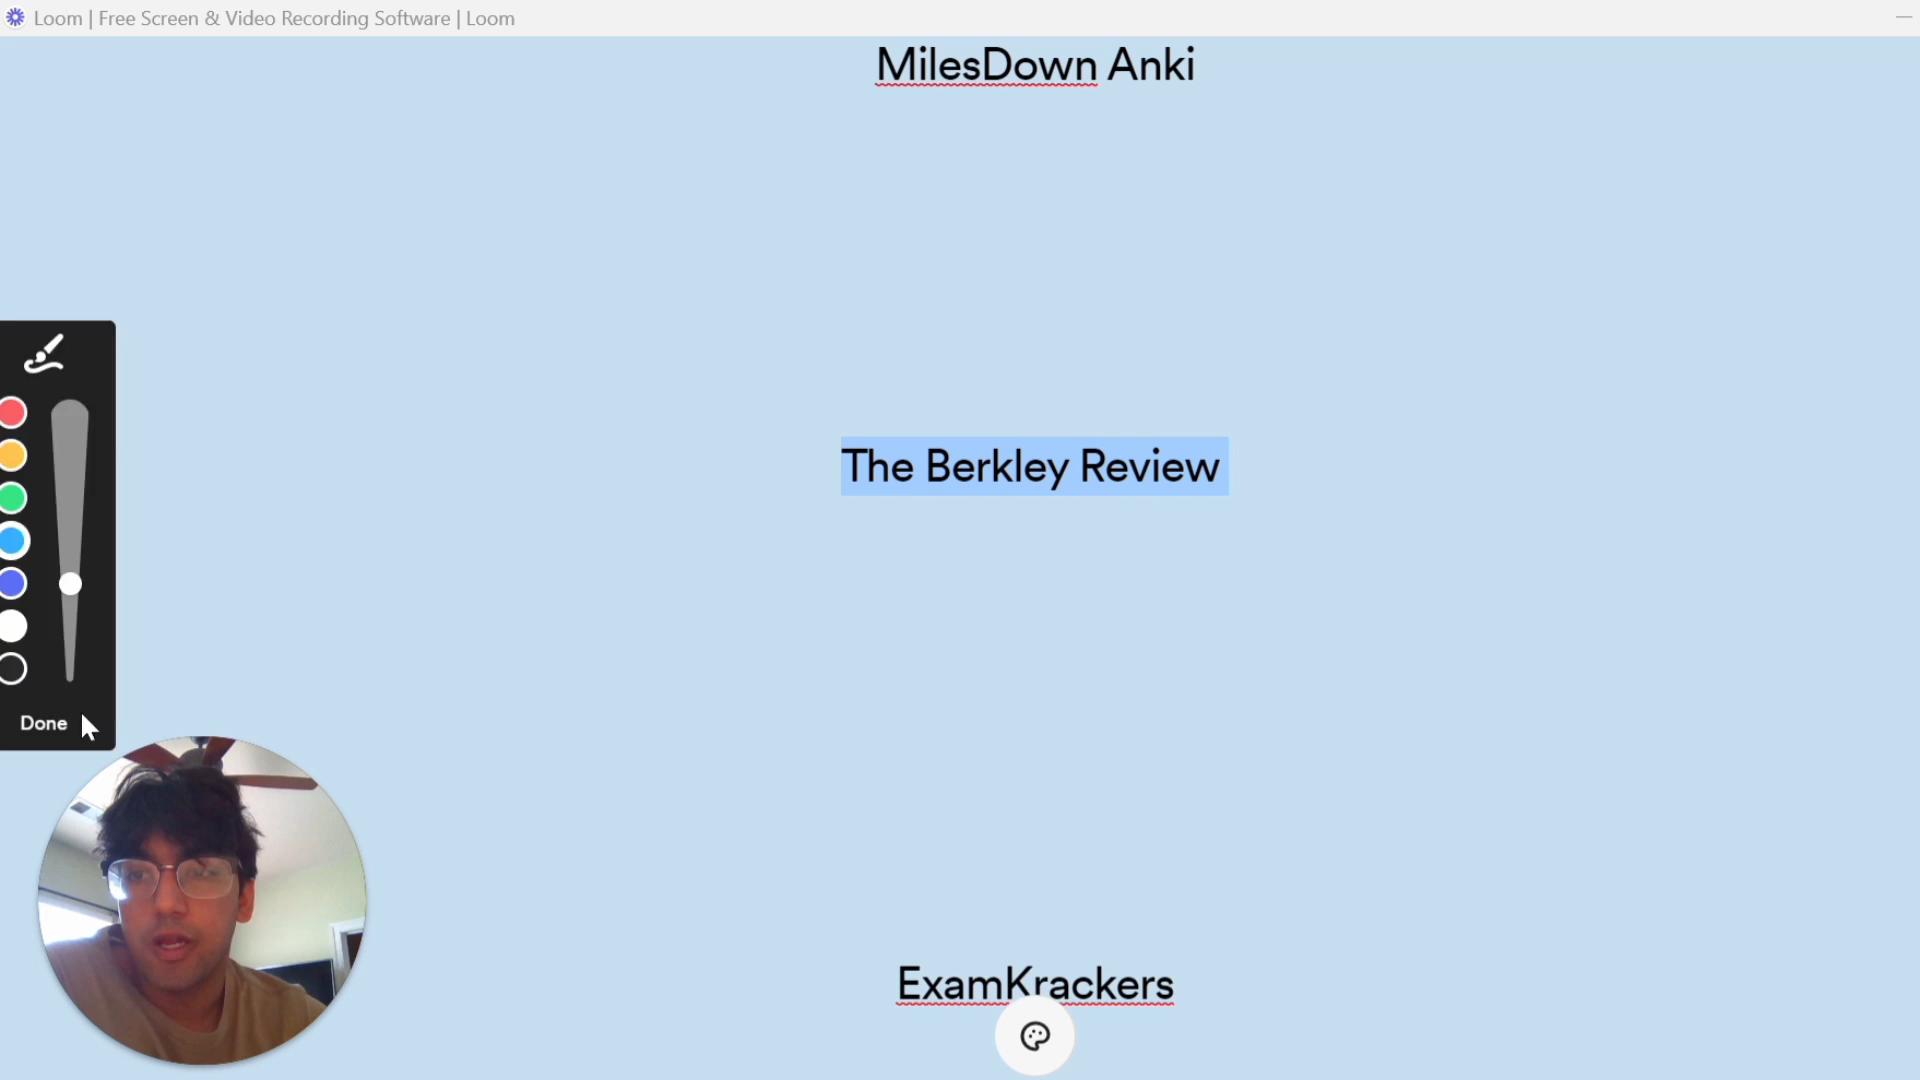 Loom | Free Screen & Video Recording Software | Loom
MilesDown Anki
The Berkley Review
Done
ExamKrackers